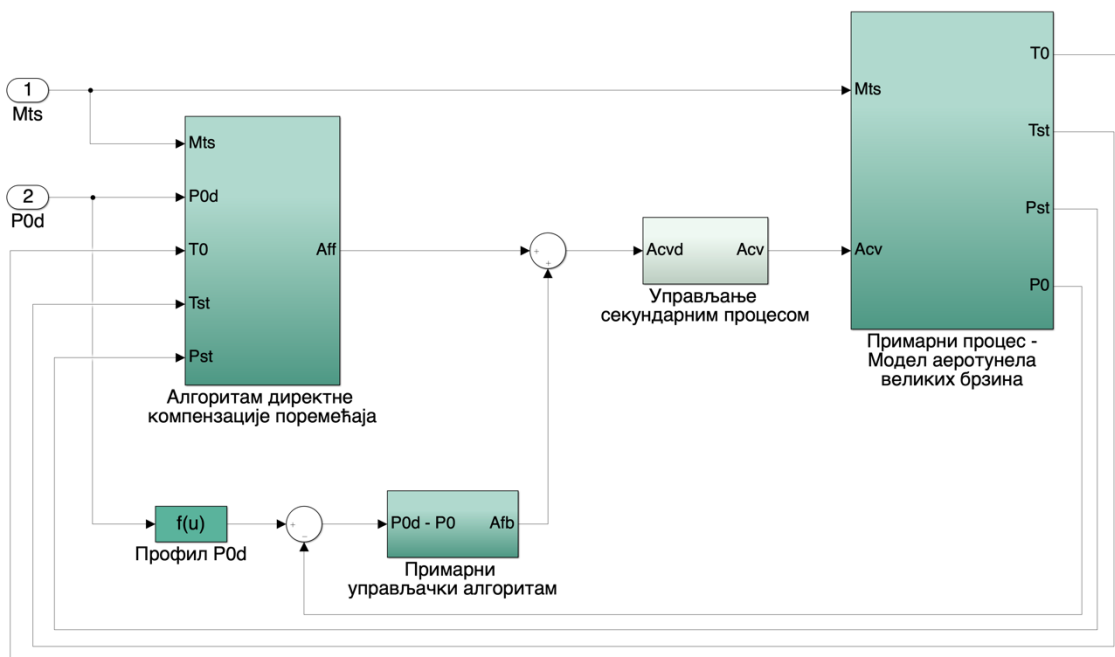 1
Mts
2
P0d
Mts
P0d
T0
Tst
Pst
Aff
Алгоритам директне
компензације поремећаја
+
+
Acvd
Acv
Управљање
секундарним процесом
Mts
Acv
T0
Tst
Pst
P0
Примарни процес -
Модел аеротунела
великих брзина
f(u)
Профил P0d
+
−
P0d - P0
Afb
Примарни
управљачки алгоритам